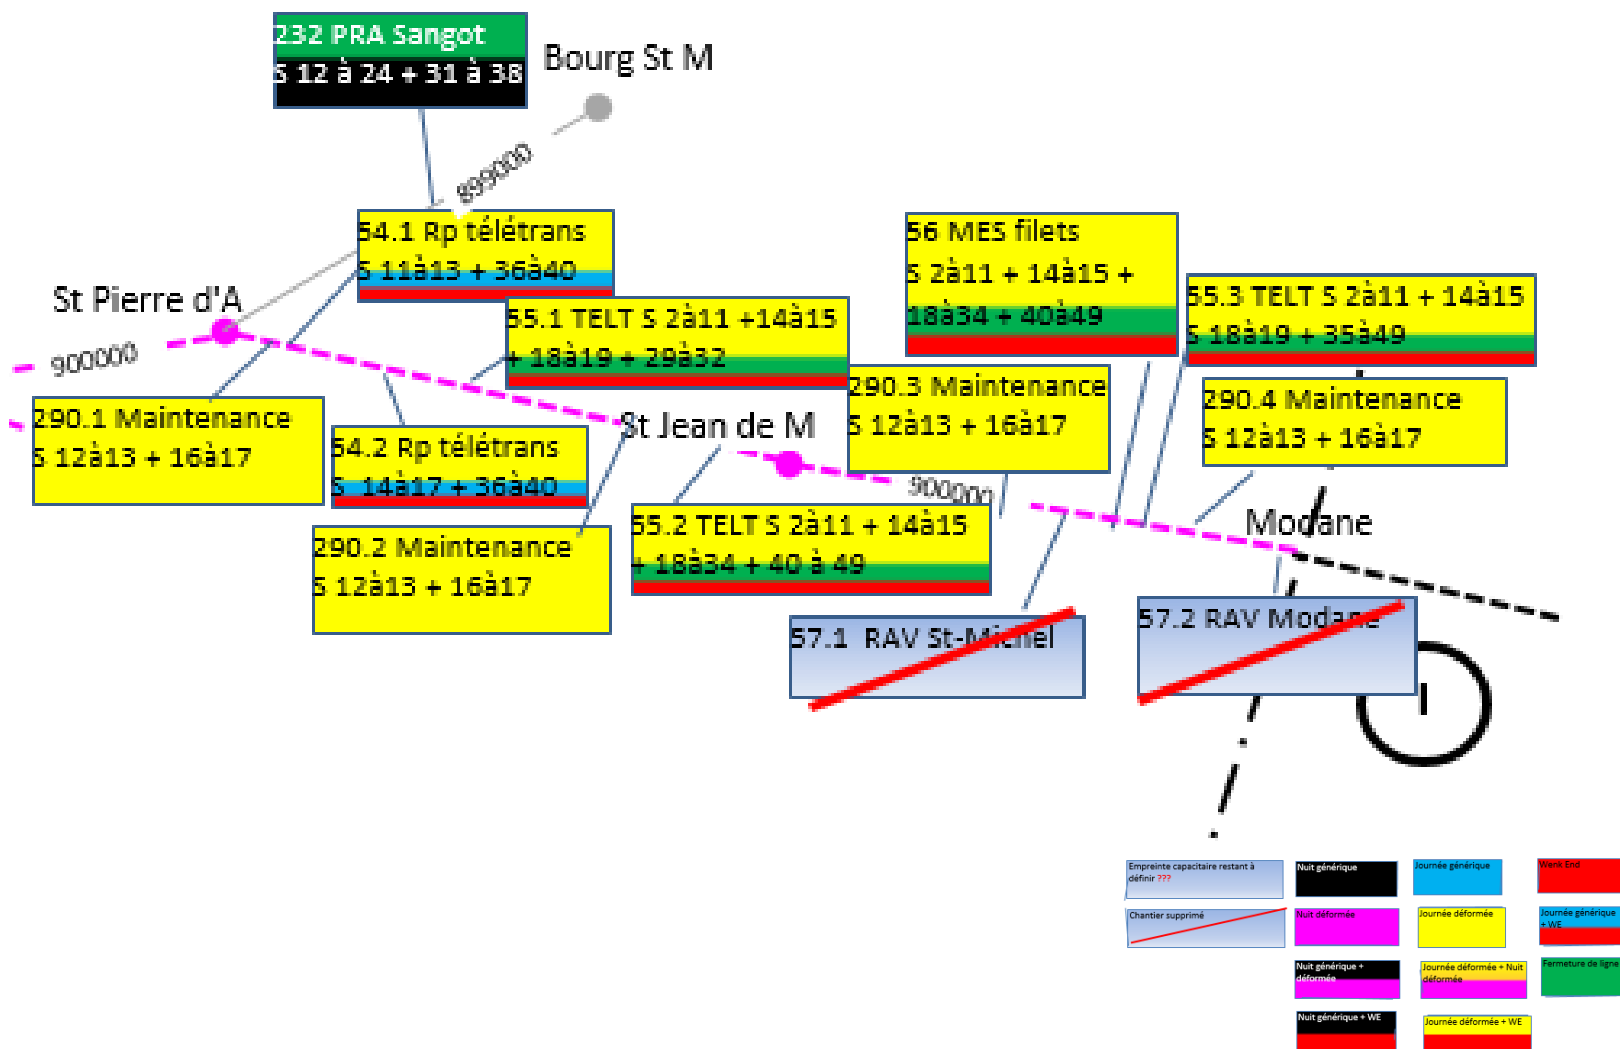 232 PRA Sangot
S 12 à 24 + 31 à 38
Bourg St M
899000
54.1 Rp télétrans
S 11à13 + 36à40
56 MES filets
S 2à11 + 14à15 +
18à34 + 40à49
55.3 TELT S 2à11 + 14à15
S 18à19 + 35à49
St Pierre d'A
900000
55.1 TELT S 2à11 +14à15
+ 18à19 + 29à32
290.1 Maintenance
S 12à13 + 16à17
54.2 Rp télétrans
S 14à17 + 36à40
St Jean de M
290.3 Maintenance
S 12à13 + 16à17
290.4 Maintenance
S 12à13 + 16à17
900000
290.2 Maintenance
S 12à13 + 16à17
55.2 TELT S 2à11 + 14à15
+ 18à34 + 40 à 49
Modane
57.1 RAV St-Michel
57.2 RAV Modane
Empreinte capacitaire restant à
définir ???
Nuit générique
Journée générique
Week End
Chantier supprimé
Nuit déformée
Journée déformée
Journée générique
+ WE
Nuit générique +
déformée
Journée déformée + Nuit
déformée
Fermeture de ligne
Nuit générique + WE
Journée déformée + WE